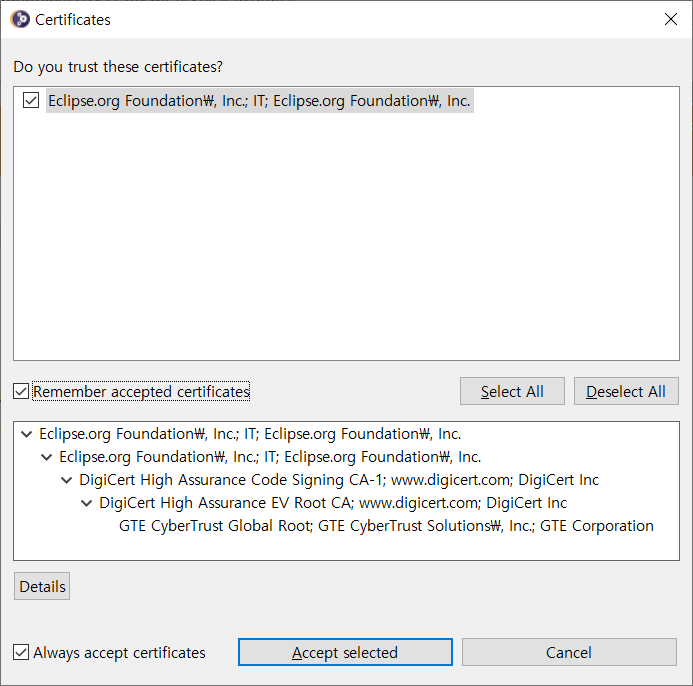 Certificates
Do you trust these certificates?
Eclipse.org Foundation₩, Inc.; IT; Eclipse.org Foundation₩, Inc.
Remember accepted certificates
Select All
Deselect All
Eclipse.org Foundation₩, Inc.; IT; Eclipse.org Foundation₩, Inc.
Eclipse.org Foundation₩, Inc.; IT; Eclipse.org Foundation₩, Inc.
DigiCert High Assurance Code Signing CA-1; www.digicert.com; DigiCert Inc
DigiCert High Assurance EV Root CA; www.digicert.com; DigiCert Inc
GTE CyberTrust Global Root; GTE CyberTrust Solutions₩, Inc.; GTE Corporation
Details
Always accept certificates
Accept selected
Cancel